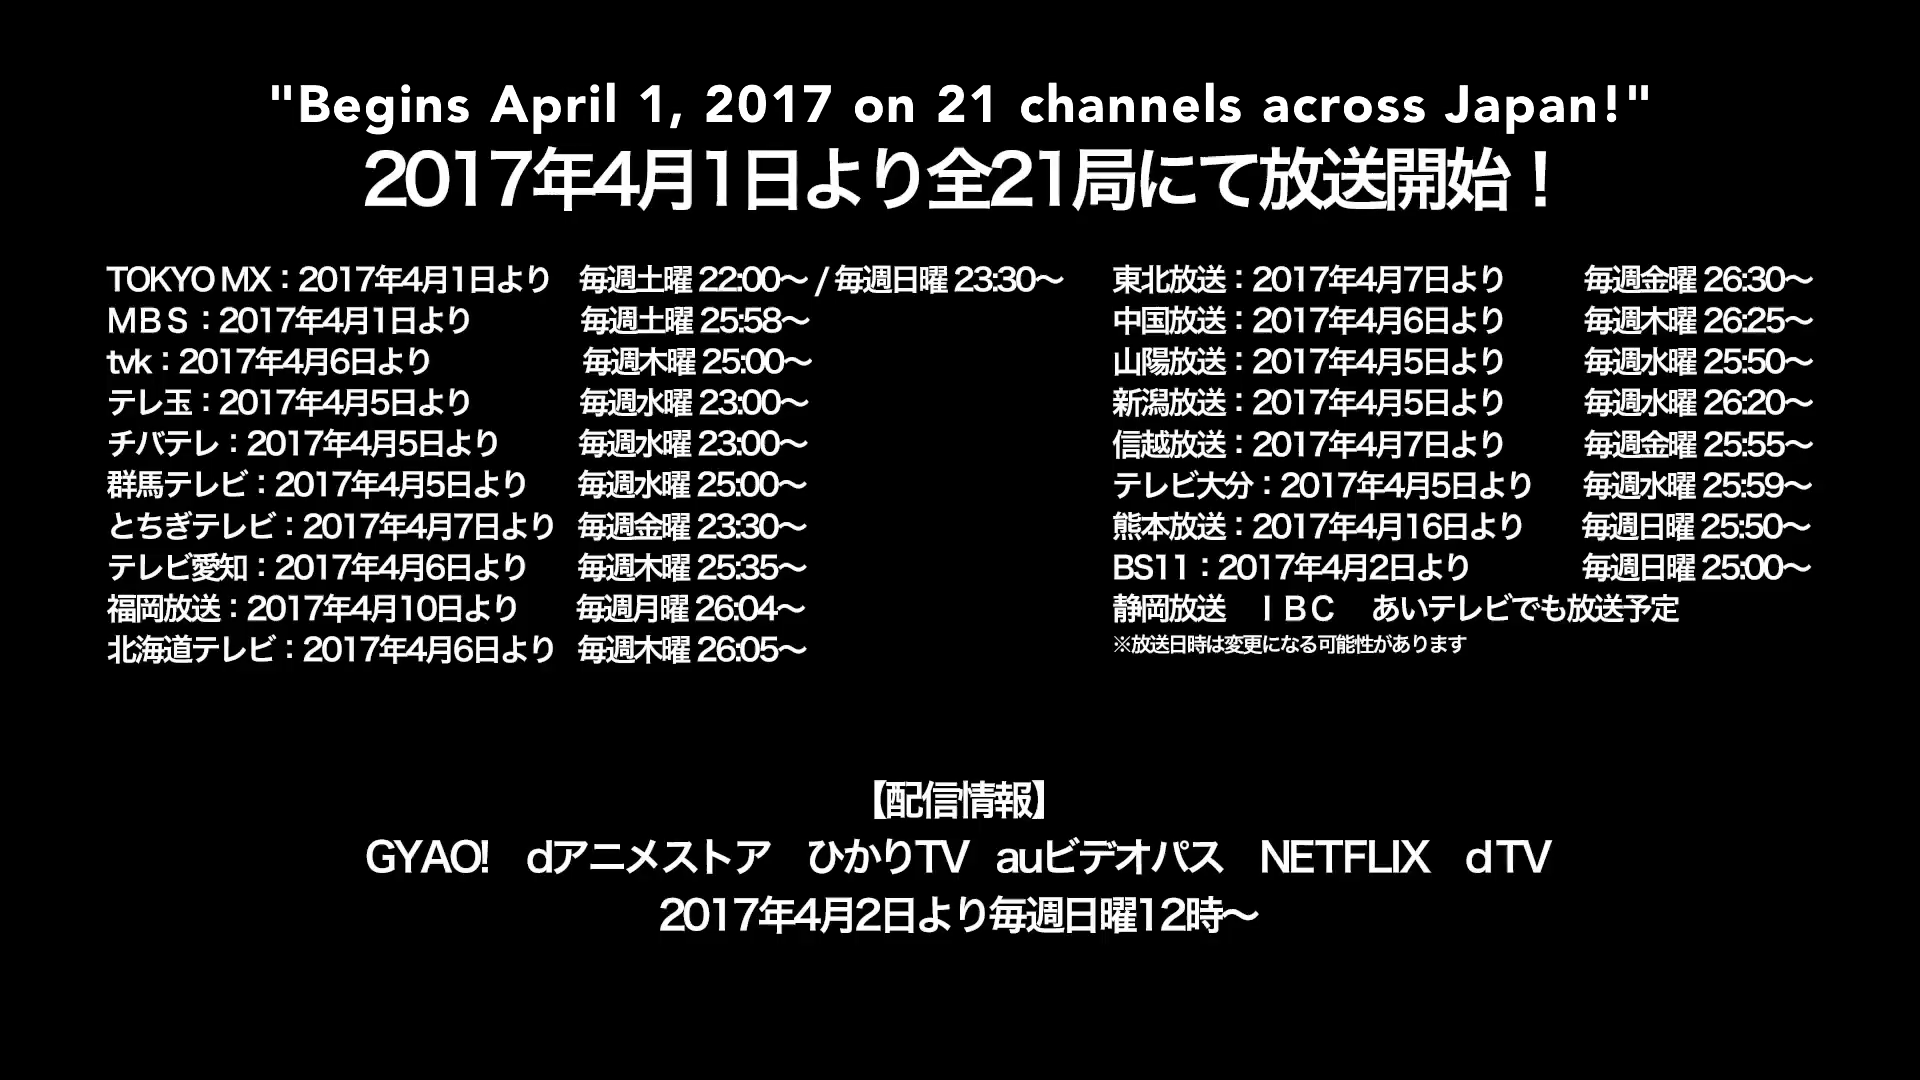 "Begins April 1, 2017 on 21 channels across Japan!"
2017年4月1日より全21局にて放送開始！
TOKYO MX：2017年4月1日より　毎週土曜 22:00〜 / 毎週日曜 23:30〜
ＭＢＳ：2017年4月1日より　毎週土曜 25:58〜
tvk：2017年4月6日より　毎週木曜 25:00〜
テレ玉：2017年4月5日より　毎週水曜 23:00〜
チバテレ：2017年4月5日より　毎週水曜 23:00〜
群馬テレビ：2017年4月5日より　毎週水曜 25:00〜
とちぎテレビ：2017年4月7日より　毎週金曜 23:30〜
テレビ愛知：2017年4月6日より　毎週木曜 25:35〜
福岡放送：2017年4月10日より　毎週月曜 26:04〜
北海道テレビ：2017年4月6日より　毎週木曜 26:05〜
東北放送：2017年4月7日より　毎週金曜 26:30〜
中国放送：2017年4月6日より　毎週木曜 26:25〜
山陽放送：2017年4月5日より　毎週水曜 25:50〜
新潟放送：2017年4月5日より　毎週水曜 26:20〜
信越放送：2017年4月7日より　毎週金曜 25:55〜
テレビ大分：2017年4月5日より　毎週水曜 25:59〜
熊本放送：2017年4月16日より　毎週日曜 25:50〜
BS11：2017年4月2日より　毎週日曜 25:00〜
静岡放送　ＩＢＣ　あいテレビでも放送予定
※放送日時は変更になる可能性があります
【配信情報】
GYAO!　dアニメストア　ひかりTV　auビデオパス　NETFLIX　dTV
2017年4月2日より毎週日曜12時〜